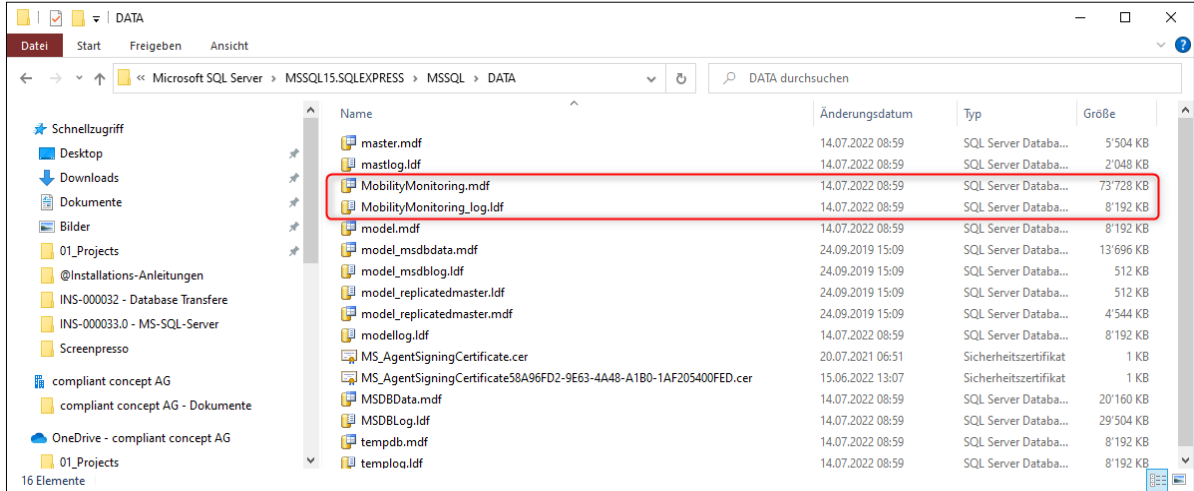 DATA
Datei Start Freigeben Ansicht
« Microsoft SQL Server > MSSQL15.SQLEXPRESS > MSSQL > DATA DATA durchsuchen
Name Änderungsdatum Typ Größe
Schnellzugriff
Desktop
Downloads
Dokumente
Bilder
01_Projects
@Installations-Anleitungen
INS-000032 - Database Transfere
INS-000033.0 - MS-SQL-Server
Screenpresso
compliant concept AG
compliant concept AG - Dokumente
OneDrive - compliant concept AG
01_Projects
master.mdf 14.07.2022 08:59 SQL Server Databa... 5'504 KB
mastlog.ldf 14.07.2022 08:59 SQL Server Databa... 2'048 KB
MobilityMonitoring.mdf 14.07.2022 08:59 SQL Server Databa... 73'728 KB
MobilityMonitoring_log.ldf 14.07.2022 08:59 SQL Server Databa... 8'192 KB
model.mdf 14.07.2022 08:59 SQL Server Databa... 8'192 KB
model_msdbdata.mdf 24.09.2019 15:09 SQL Server Databa... 13'696 KB
model_msdblog.ldf 24.09.2019 15:09 SQL Server Databa... 512 KB
model_replicatedmaster.ldf 24.09.2019 15:09 SQL Server Databa... 512 KB
model_replicatedmaster.mdf 24.09.2019 15:09 SQL Server Databa... 4'544 KB
modellog.ldf 14.07.2022 08:59 SQL Server Databa... 8'192 KB
MS_AgentSigningCertificate.cer 20.07.2021 06:51 Sicherheitszertifikat 1 KB
MS_AgentSigningCertificate58A96FD2-9E63-4A48-A1B0-1AF205400FED.cer 15.06.2022 13:07 Sicherheitszertifikat 1 KB
MSDBData.mdf 14.07.2022 08:59 SQL Server Databa... 20'160 KB
MSDBLog.ldf 14.07.2022 08:59 SQL Server Databa... 29'504 KB
tempdb.mdf 14.07.2022 08:59 SQL Server Databa... 8'192 KB
templog.ldf 14.07.2022 08:59 SQL Server Databa... 8'192 KB
16 Elemente